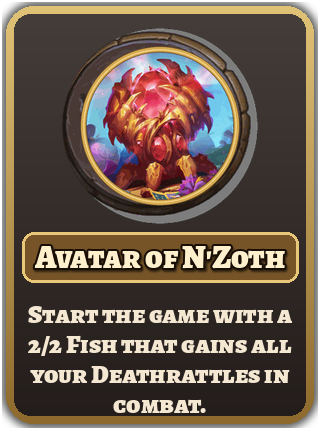 Avatar of N'Zoth
Start the game with a
2/2 Fish that gains all
your Deathrattles in
combat.